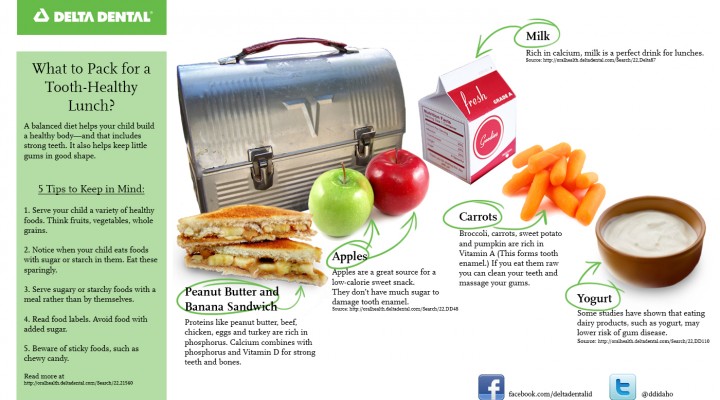 DELTA DENTAL
What to Pack for a
Tooth-Healthy
Lunch?
A balanced diet helps your child build
a healthy body—and that includes
strong teeth. It also helps keep little
gums in good shape.
5 Tips to Keep in Mind:
1. Serve your child a variety of healthy
foods. Think fruits, vegetables, whole
grains.
2. Notice when your child eats foods
with sugar or starch in them. Eat these
sparingly.
3. Serve sugary or starchy foods with a
meal rather than by themselves.
4. Read food labels. Avoid food with
added sugar.
5. Beware of sticky foods, such as
chewy candy.
Read more at
http://oralhealth.deltadental.com/Search/22,21580
Milk
Rich in calcium, milk is a perfect drink for lunches.
Source: http://oralhealth.deltadental.com/Search/22,Delta87
fresh
GRADE A
Nutrition Facts
Carrots
Broccoli, carrots, sweet potato
and pumpkin are rich in
Vitamin A (This forms tooth
enamel.) If you eat them raw
you can clean your teeth and
massage your gums.
Apples
Apples are a great source for a
low-calorie sweet snack.
They don't have much sugar to
damage tooth enamel.
Source: http://oralhealth.deltadental.com/Search/22,DD48
Peanut Butter and
Banana Sandwich
Proteins like peanut butter, beef,
chicken, eggs and turkey are rich in
phosphorus. Calcium combines with
phosphorus and Vitamin D for strong
teeth and bones.
Yogurt
Some studies have shown that eating
dairy products, such as yogurt, may
lower risk of gum disease.
Source: http://oralhealth.deltadental.com/Search/22,DD110
facebook.com/deltadentalid
@ddidaho